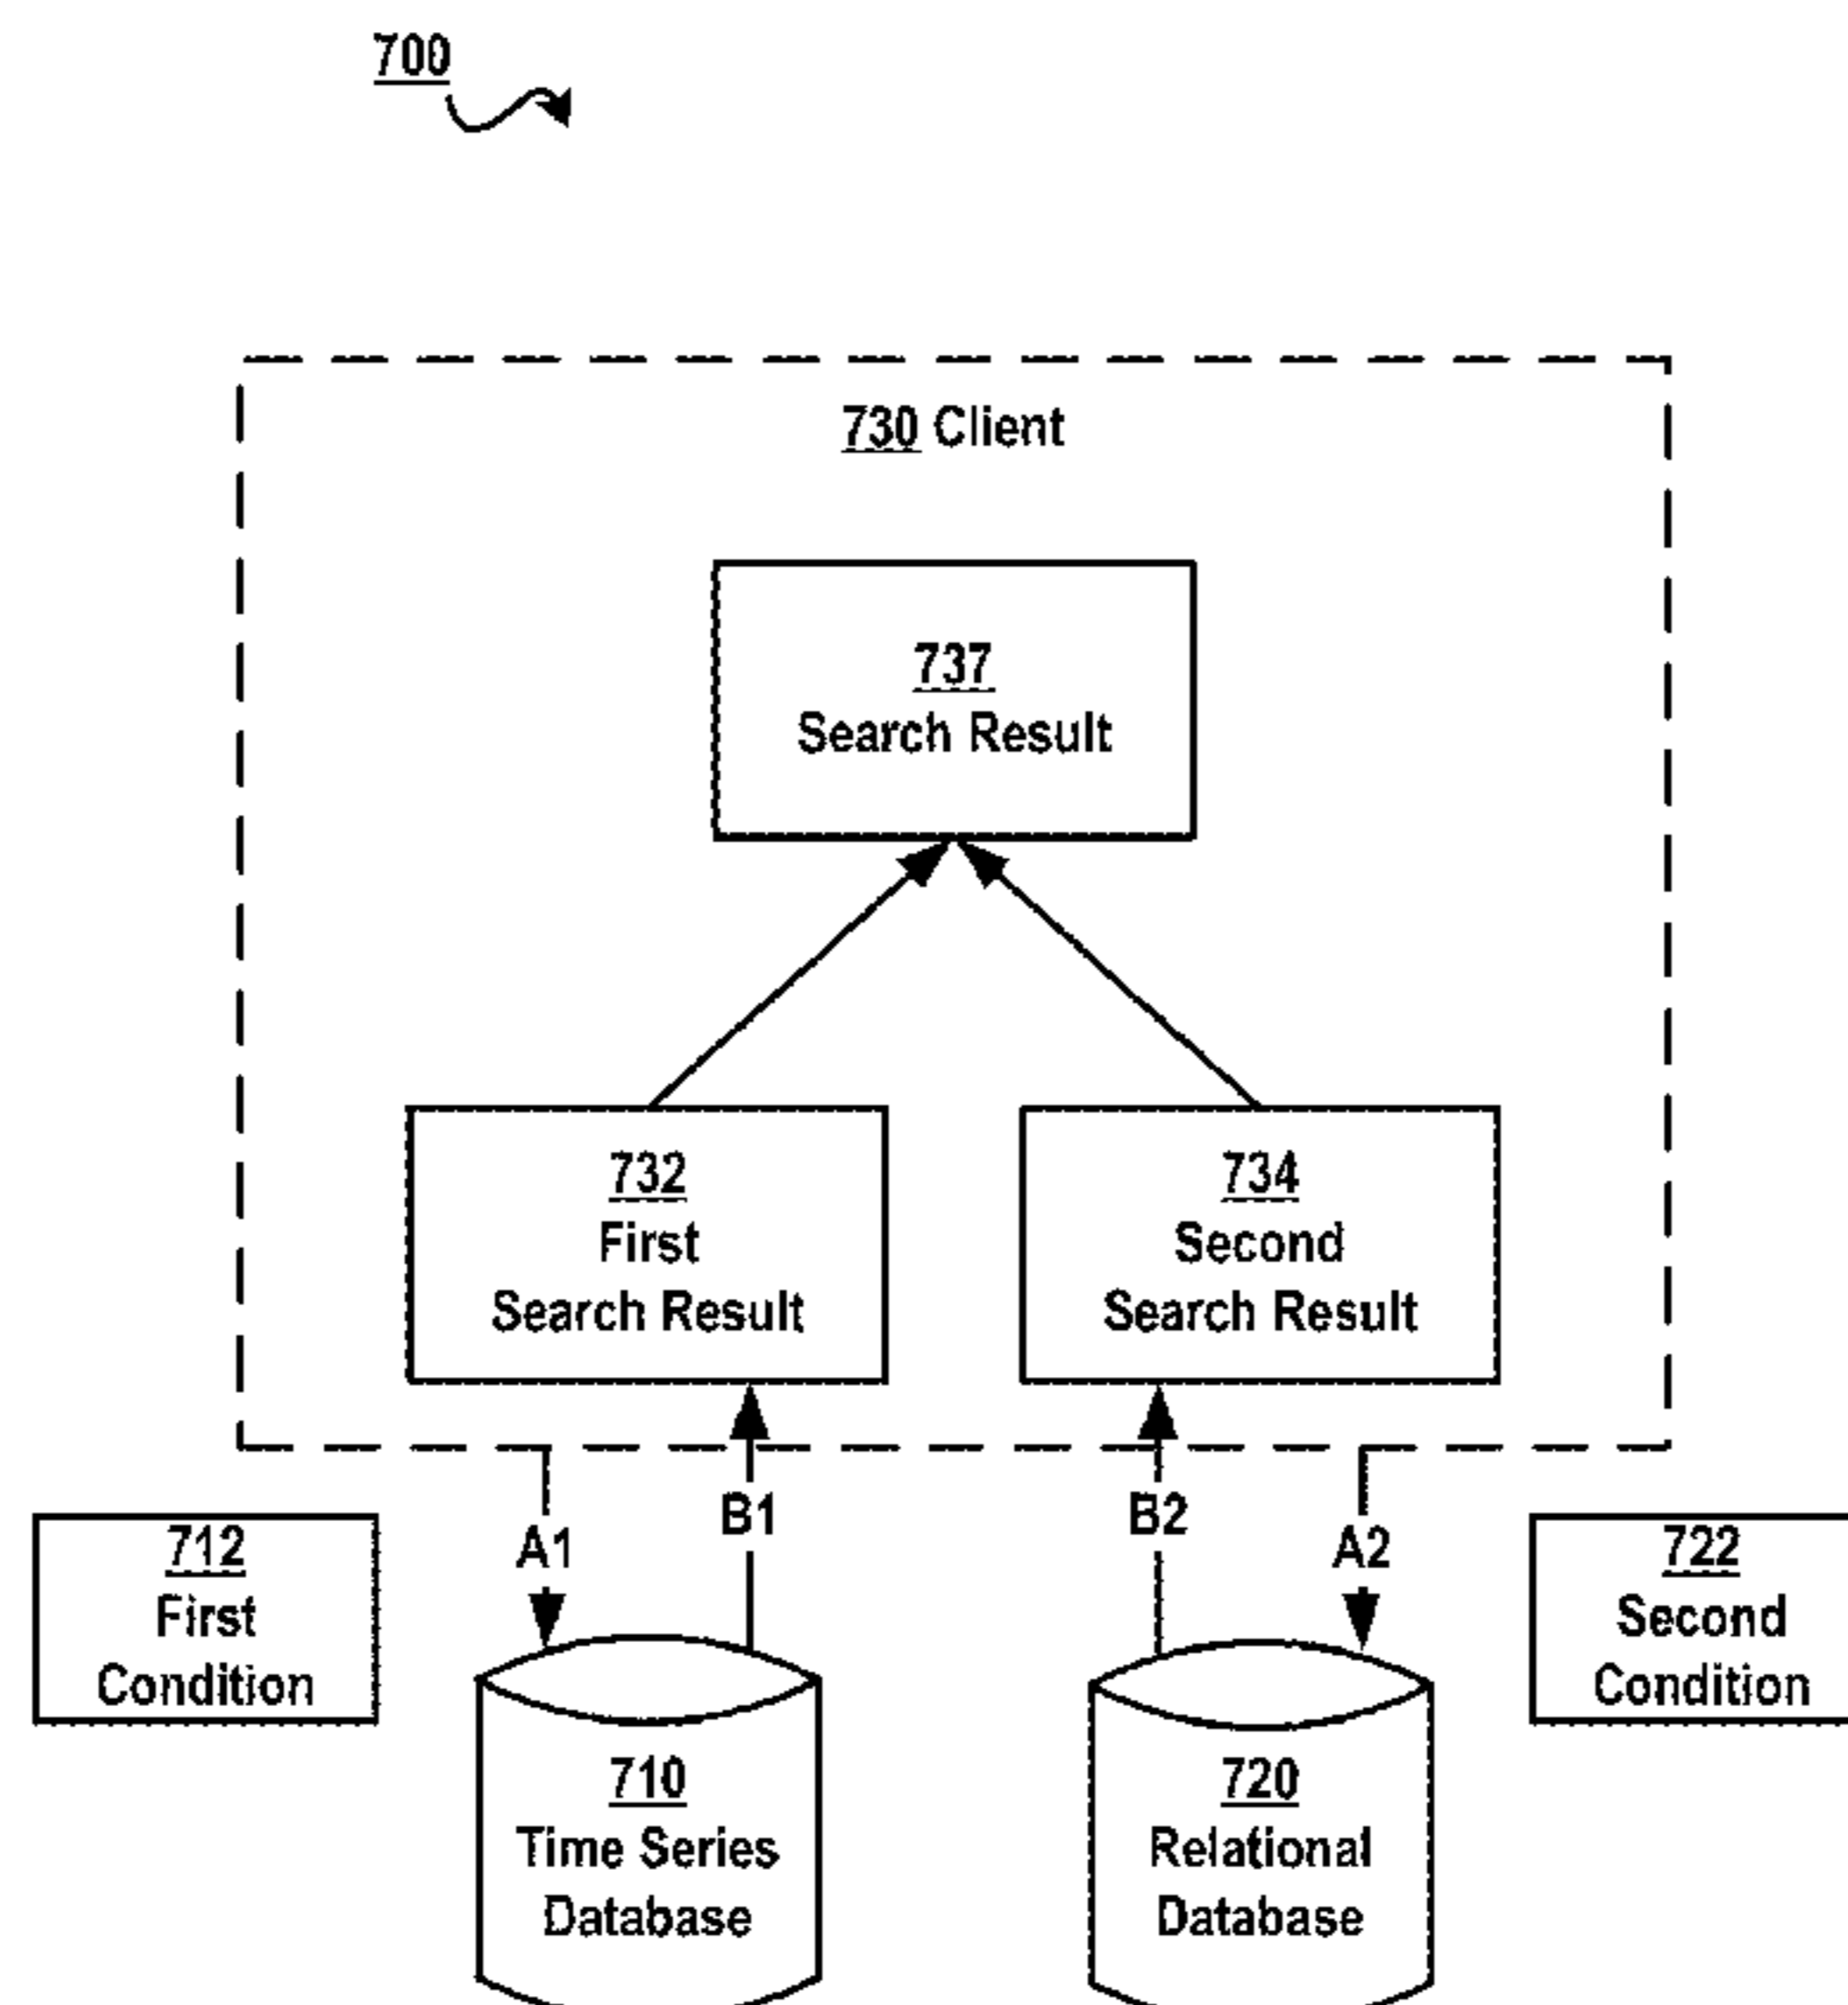 700
730 Client
737
Search Result
732
First
Search Result
734
Second
Search Result
A1
B1
B2
A2
712
First
Condition
722
Second
Condition
710
Time Series
Database
720
Relational
Database